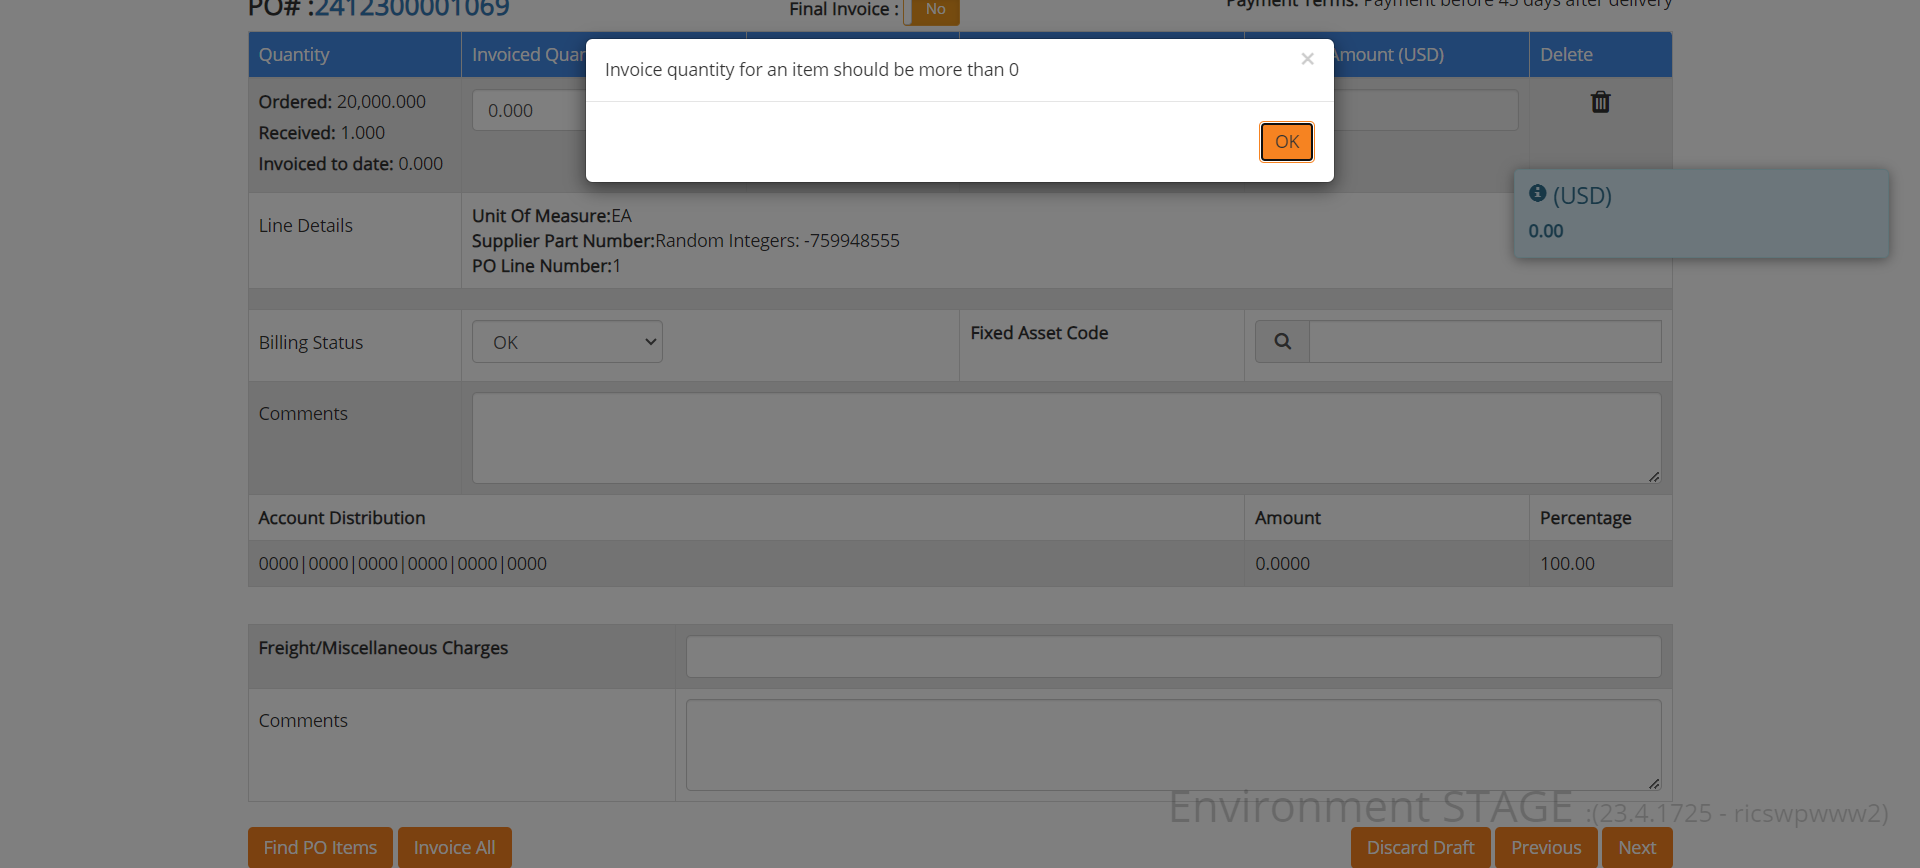 PO# :2412300001069
Final Invoice : No
Payment Terms: Payment before 45 days after delivery
Quantity Invoiced Quan Amount (USD) Delete
Invoice quantity for an item should be more than 0 ×
OK
Ordered: 20,000.000 0.000
Received: 1.000
Invoiced to date: 0.000
(USD)
0.00
Line Details
Unit Of Measure:EA
Supplier Part Number:Random Integers: -759948555
PO Line Number:1
Billing Status OK Fixed Asset Code
Comments
Account Distribution Amount Percentage
0000|0000|0000|0000|0000|0000 0.0000 100.00
Freight/Miscellaneous Charges
Comments
Environment STAGE :(23.4.1725 - ricswpwww2)
Find PO Items Invoice All Discard Draft Previous Next